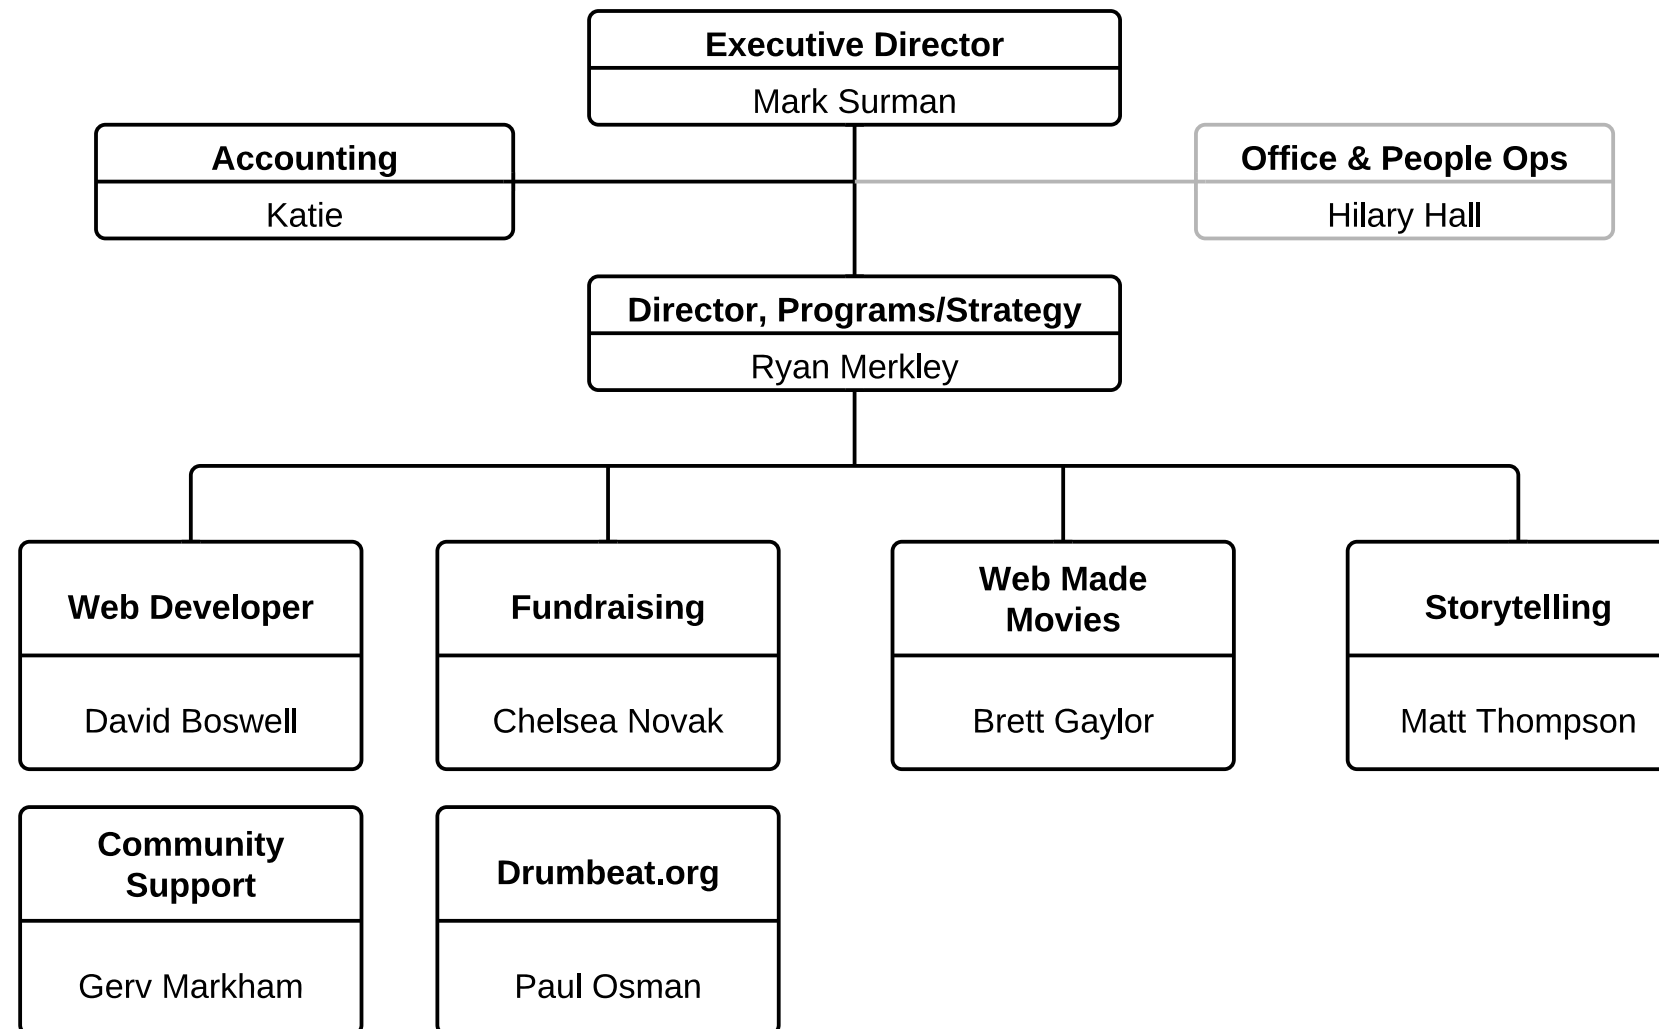 Executive Director
Mark Surman
Accounting
Katie
Office & People Ops
Hilary Hall
Director, Programs/Strategy
Ryan Merkley
Web Developer
David Boswell
Fundraising
Chelsea Novak
Web Made
Movies
Brett Gaylor
Storytelling
Matt Thompson
Community
Support
Gerv Markham
Drumbeat.org
Paul Osman